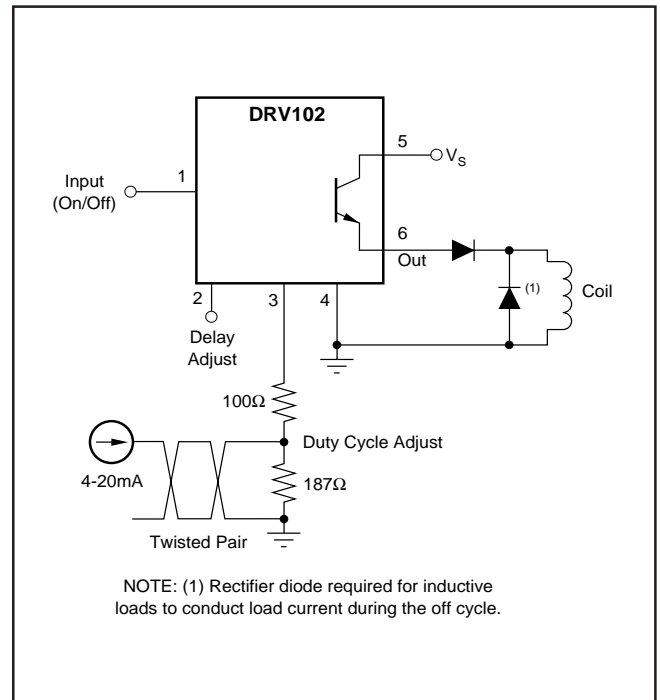 DRV102
5
V_S
Input
(On/Off)
1
6
Out
(1)
Coil
2
3
4
Delay
Adjust
100Ω
Duty Cycle Adjust
4-20mA
187Ω
Twisted Pair
NOTE: (1) Rectifier diode required for inductive
loads to conduct load current during the off cycle.